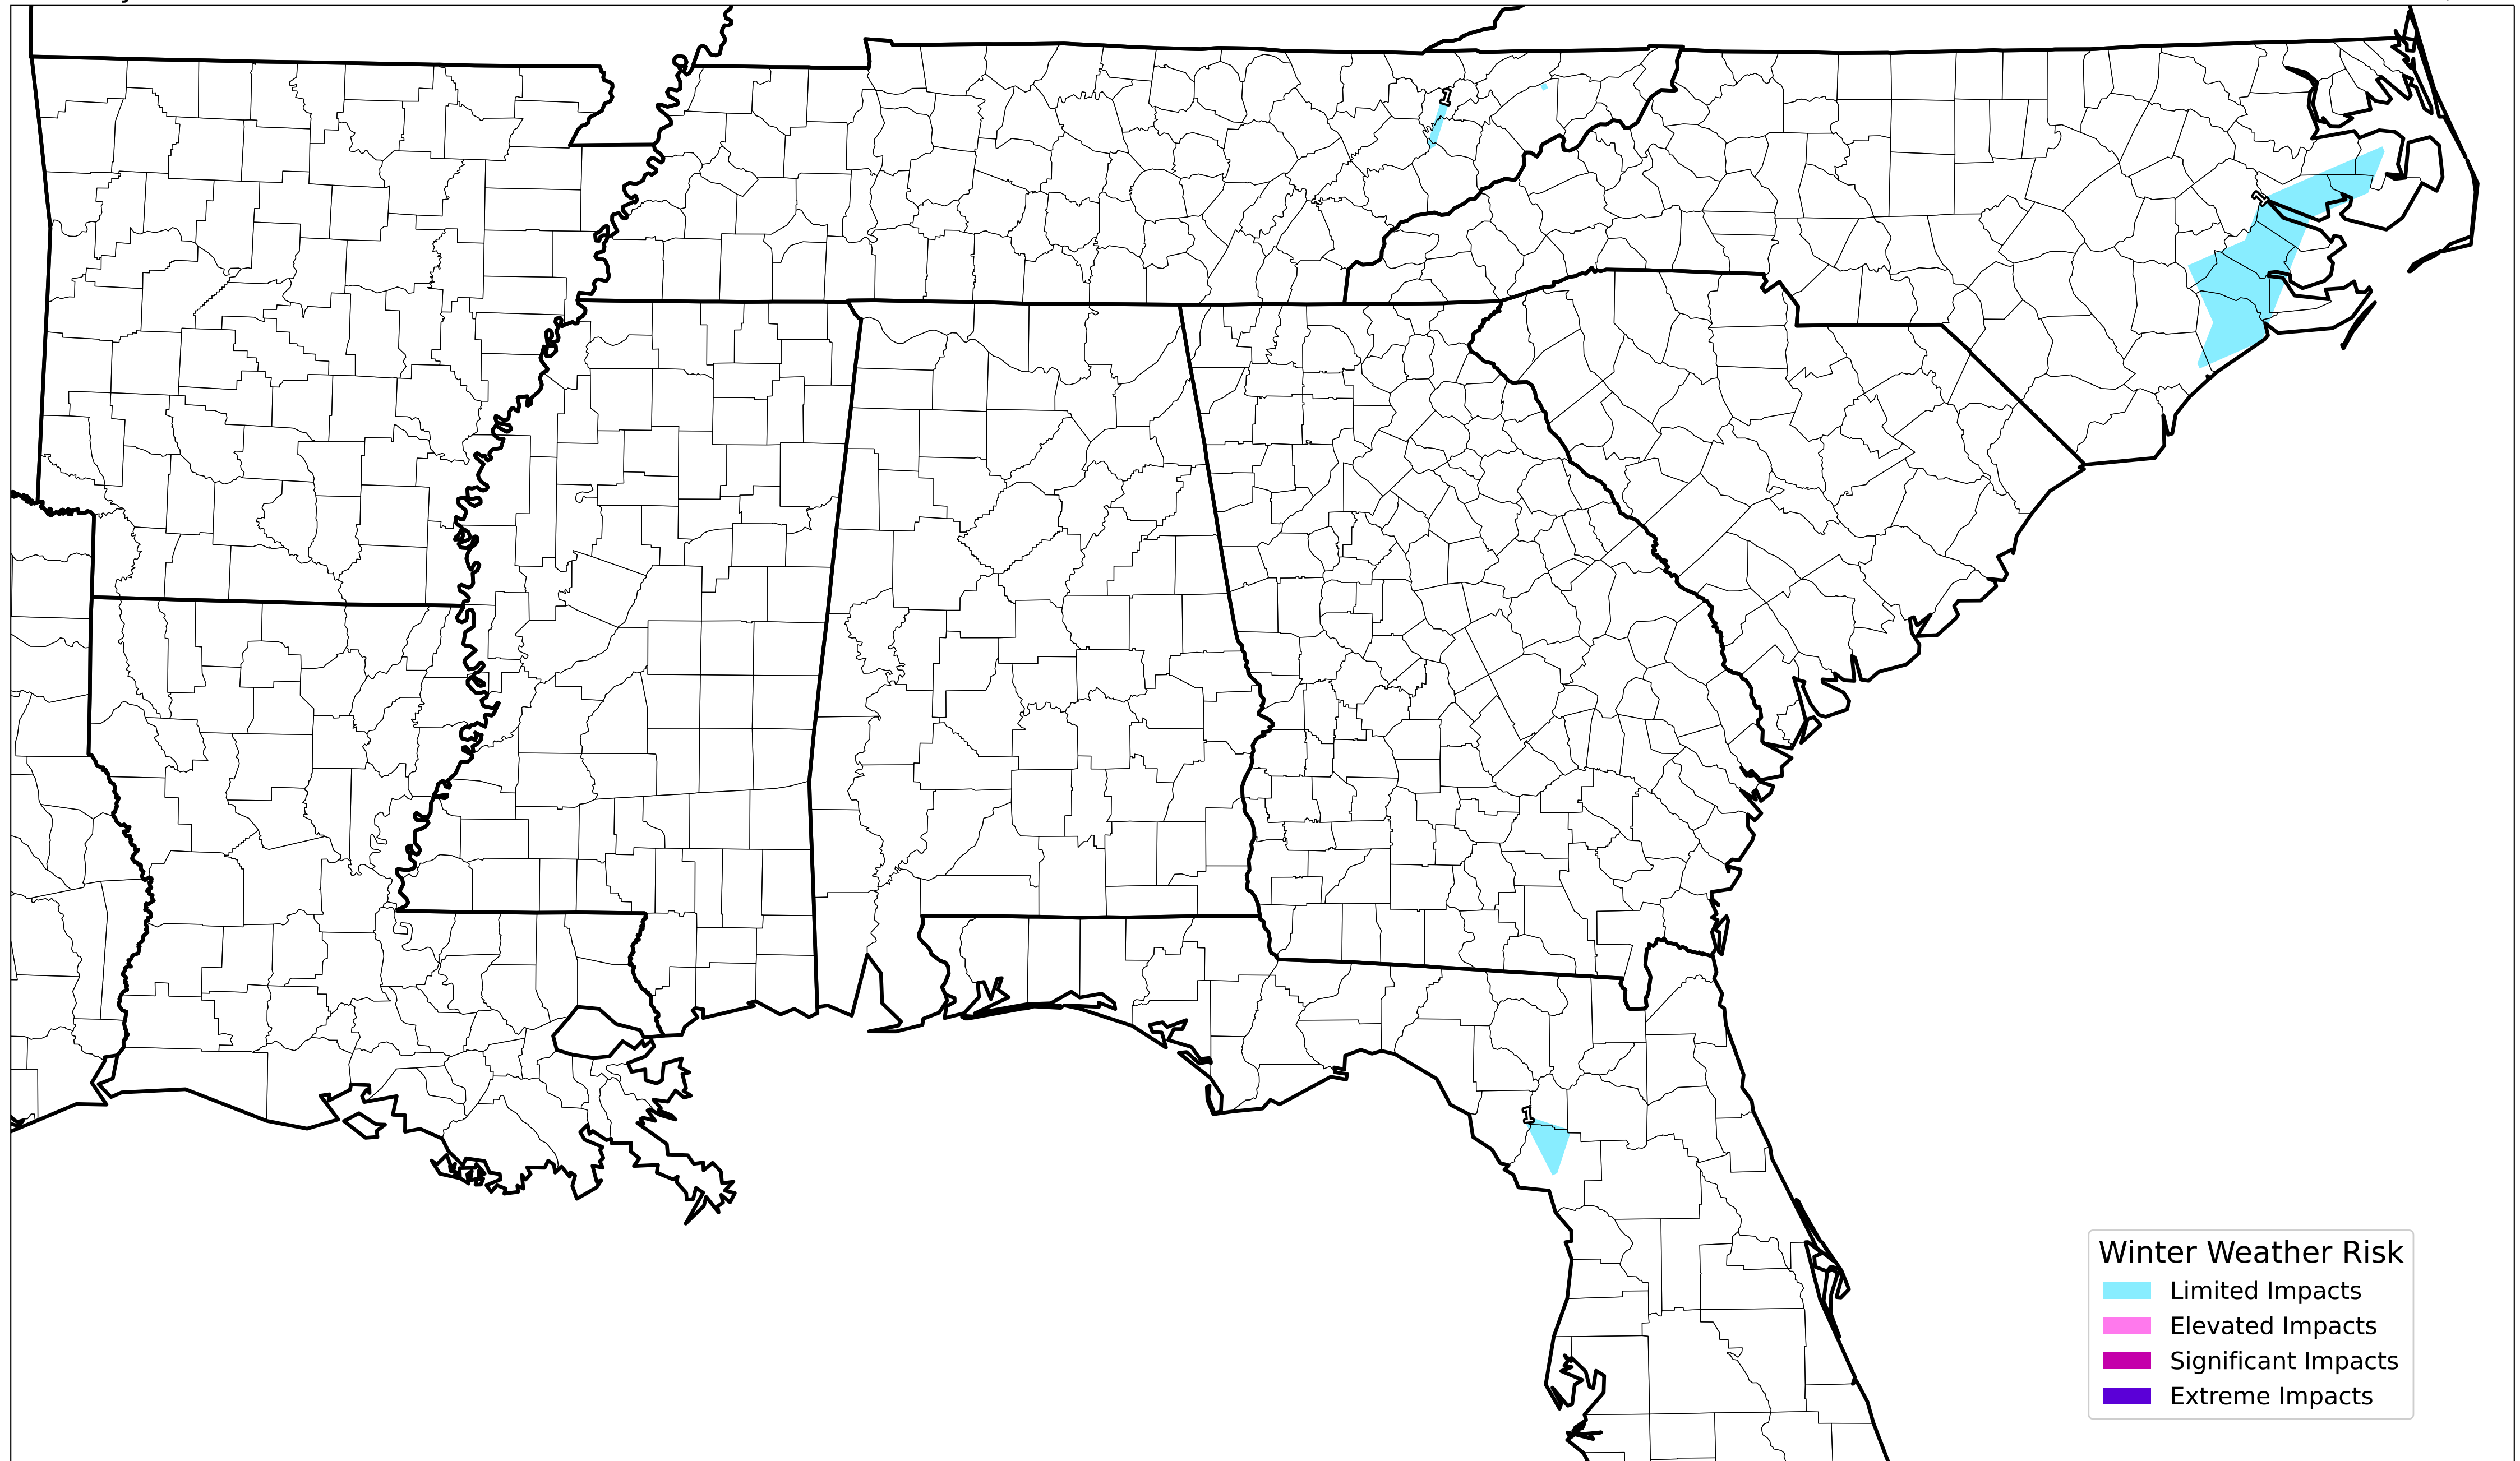 1
1
1
Winter Weather Risk
Limited Impacts
Elevated Impacts
Significant Impacts
Extreme Impacts